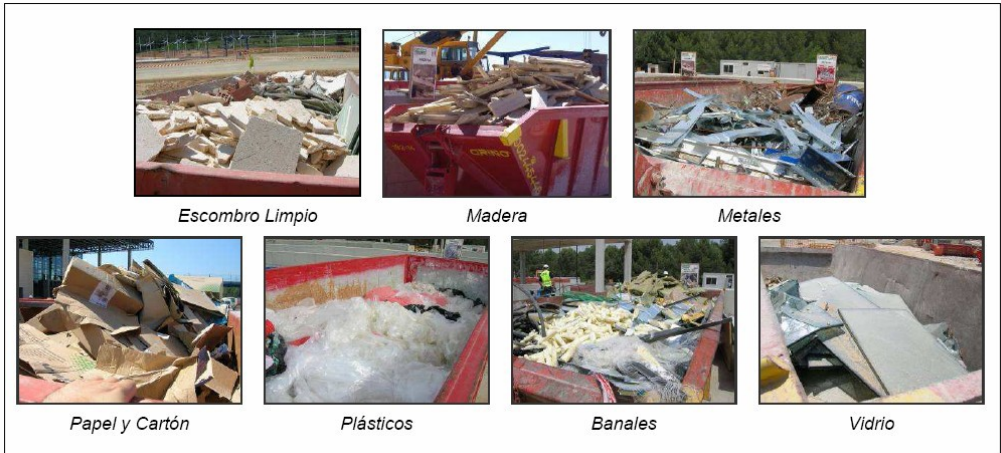 Escombro Limpio
Madera
Metales
Papel y Cartón
Plásticos
Banales
Vidrio